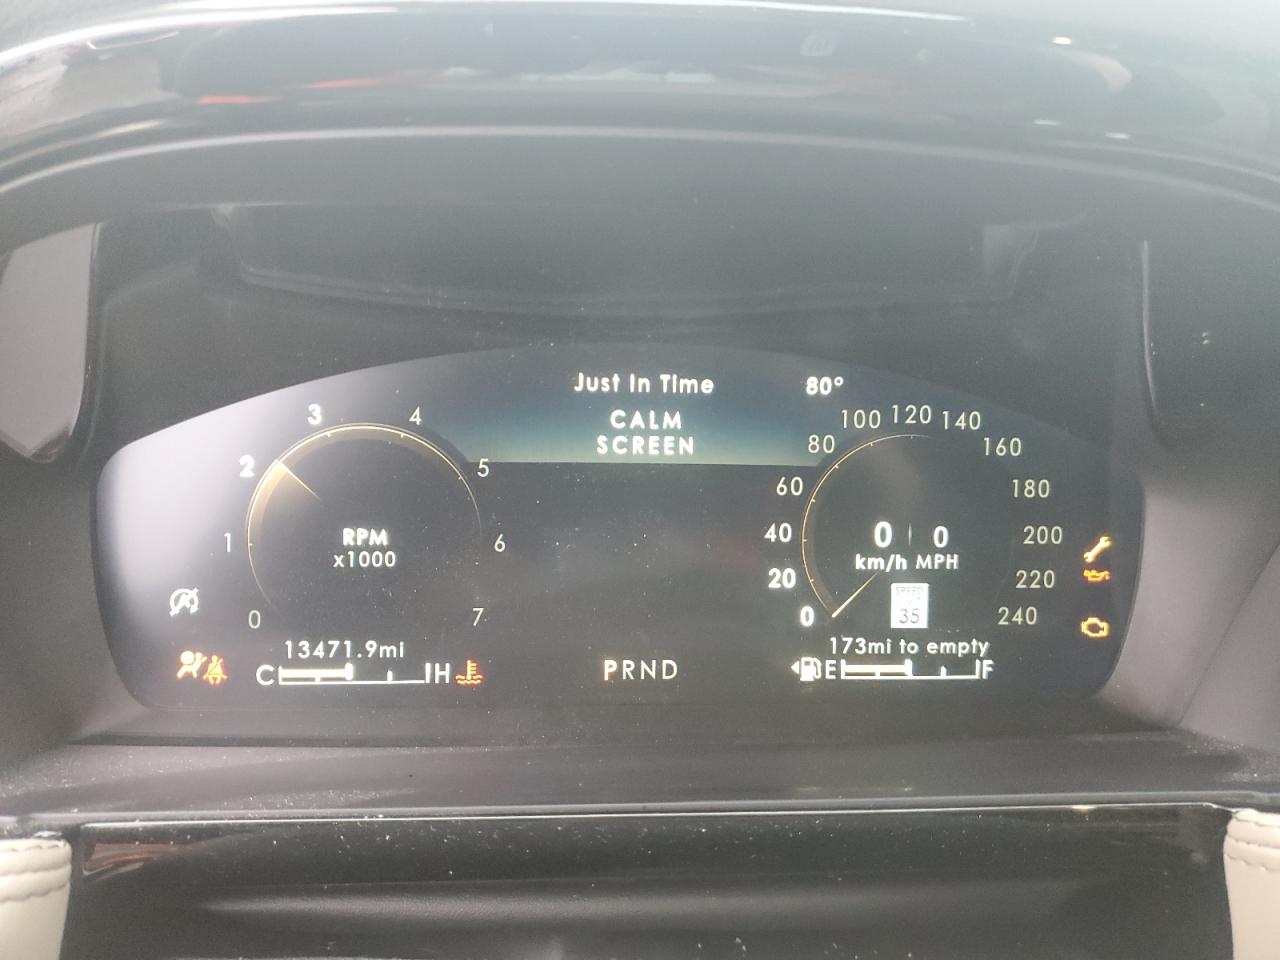 Just In Time 80°
CALM
SCREEN
0 1 2 3 4 5 6 7
RPM
x1000
13471.9mi
C H
PRND
0 20 40 60 80 100 120 140 160 180 200 220 240
0 0
km/h MPH
SPEED
35
173mi to empty
E F